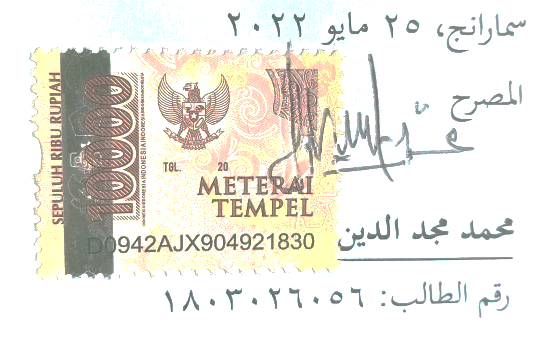 سمارانج، ٢٥ مايو ٢٠٢٢
المصرح
SEPULUH RIBU RUPIAH
10000
TGL. 20
METERAI
TEMPEL
D0942AJX904921830
محمد مجد الدين
رقم الطالب: ١٨٠٣٠٢٦٠٥٦